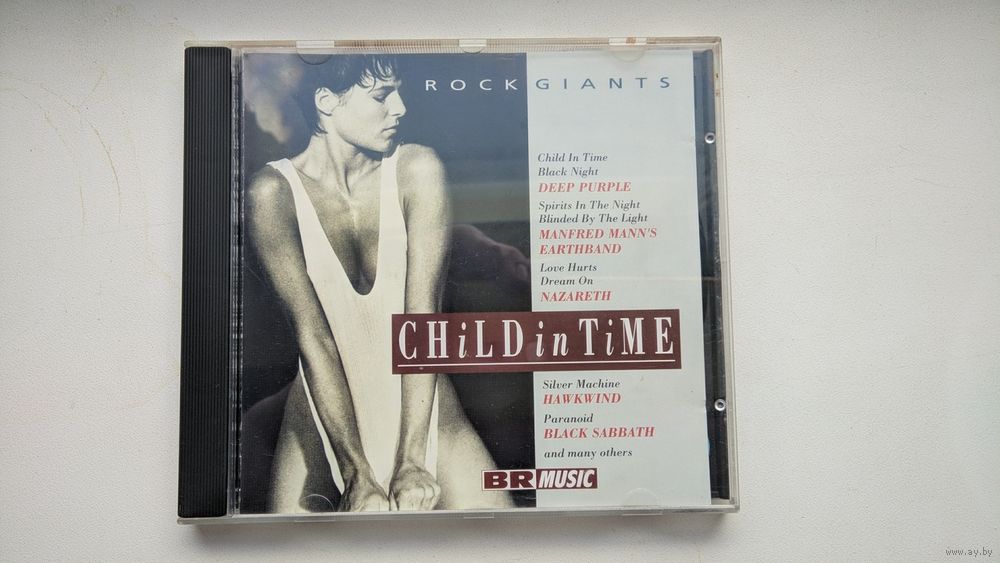 ROCK GIANTS
Child In Time
Black Night
DEEP PURPLE
Spirits In The Night
Blinded By The Light
MANFRED MANN'S
EARTHBAND
Love Hurts
Dream On
NAZARETH
CHiLD in TiME
Silver Machine
HAWKWIND
Paranoid
BLACK SABBATH
and many others
BR MUSIC
www.ay.by